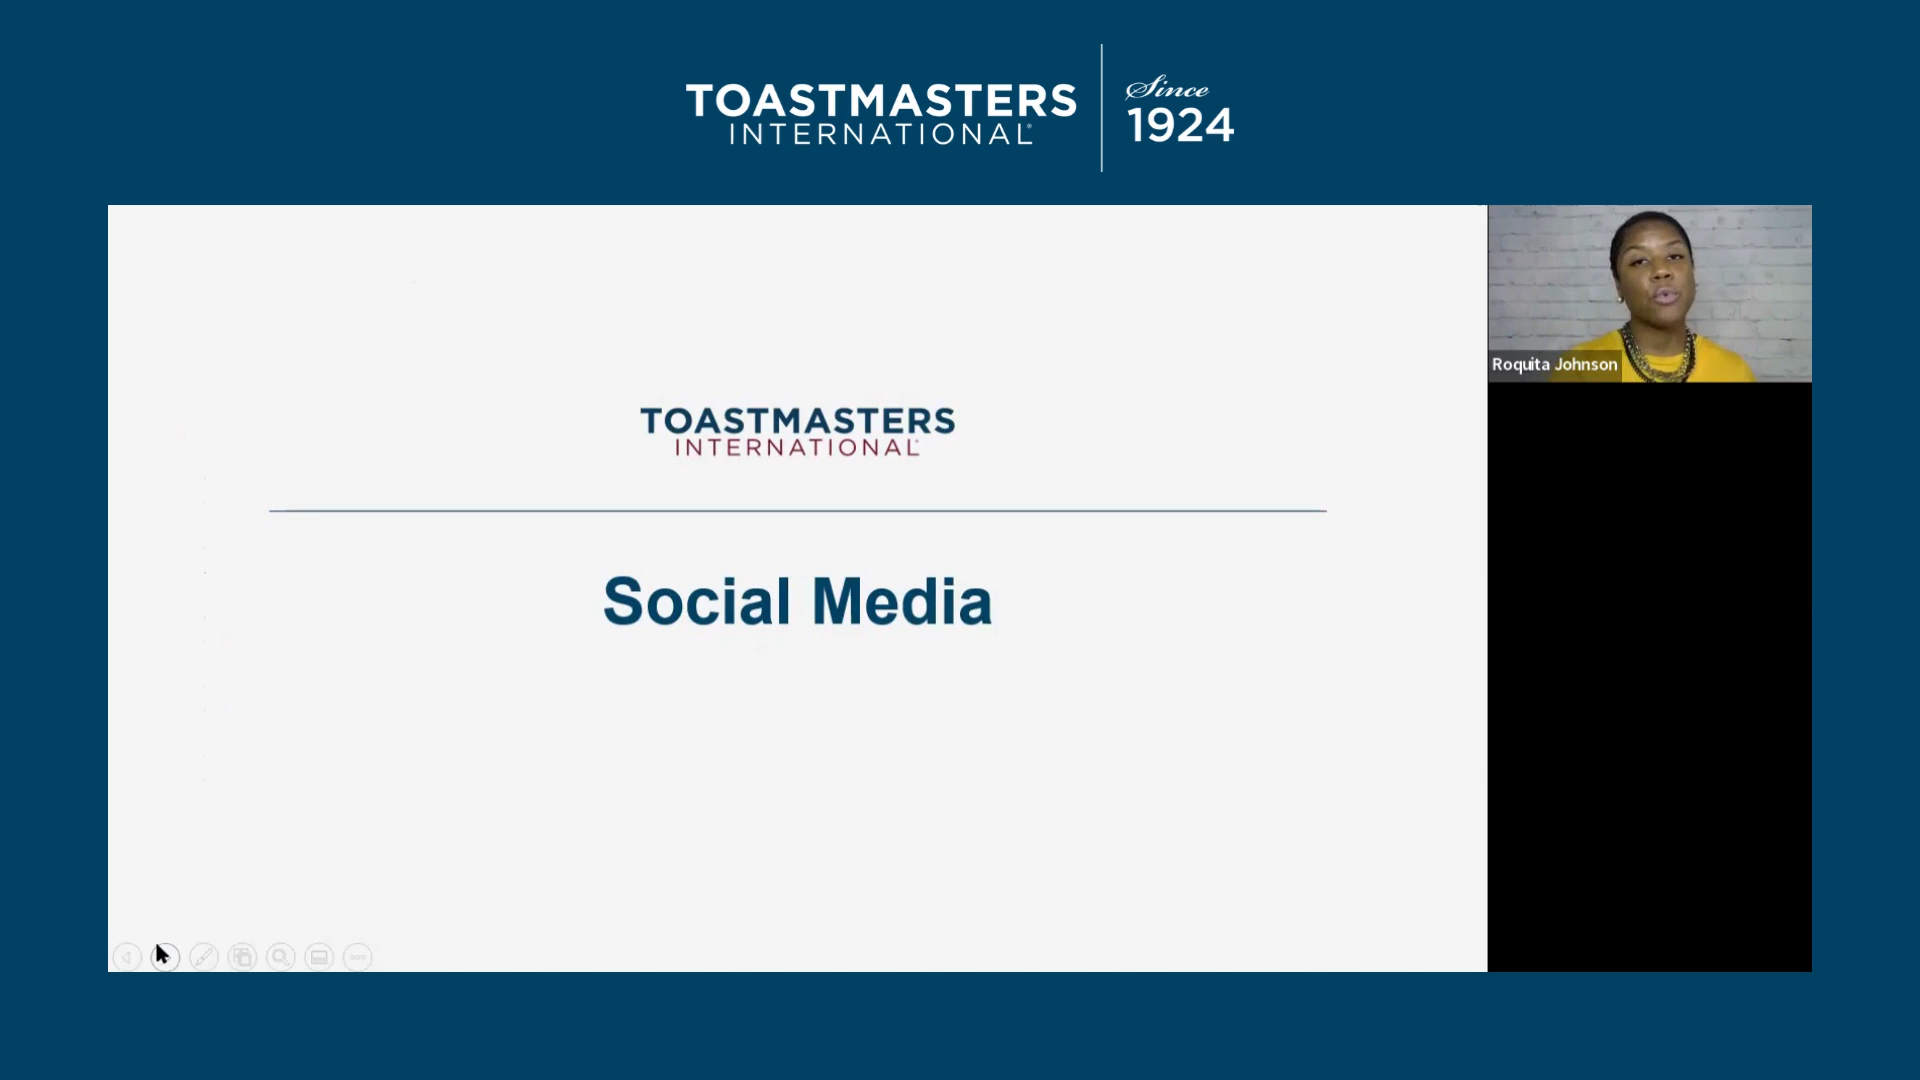 TOASTMASTERS
INTERNATIONAL®
Since
1924
Roquita Johnson
TOASTMASTERS
INTERNATIONAL®
Social Media